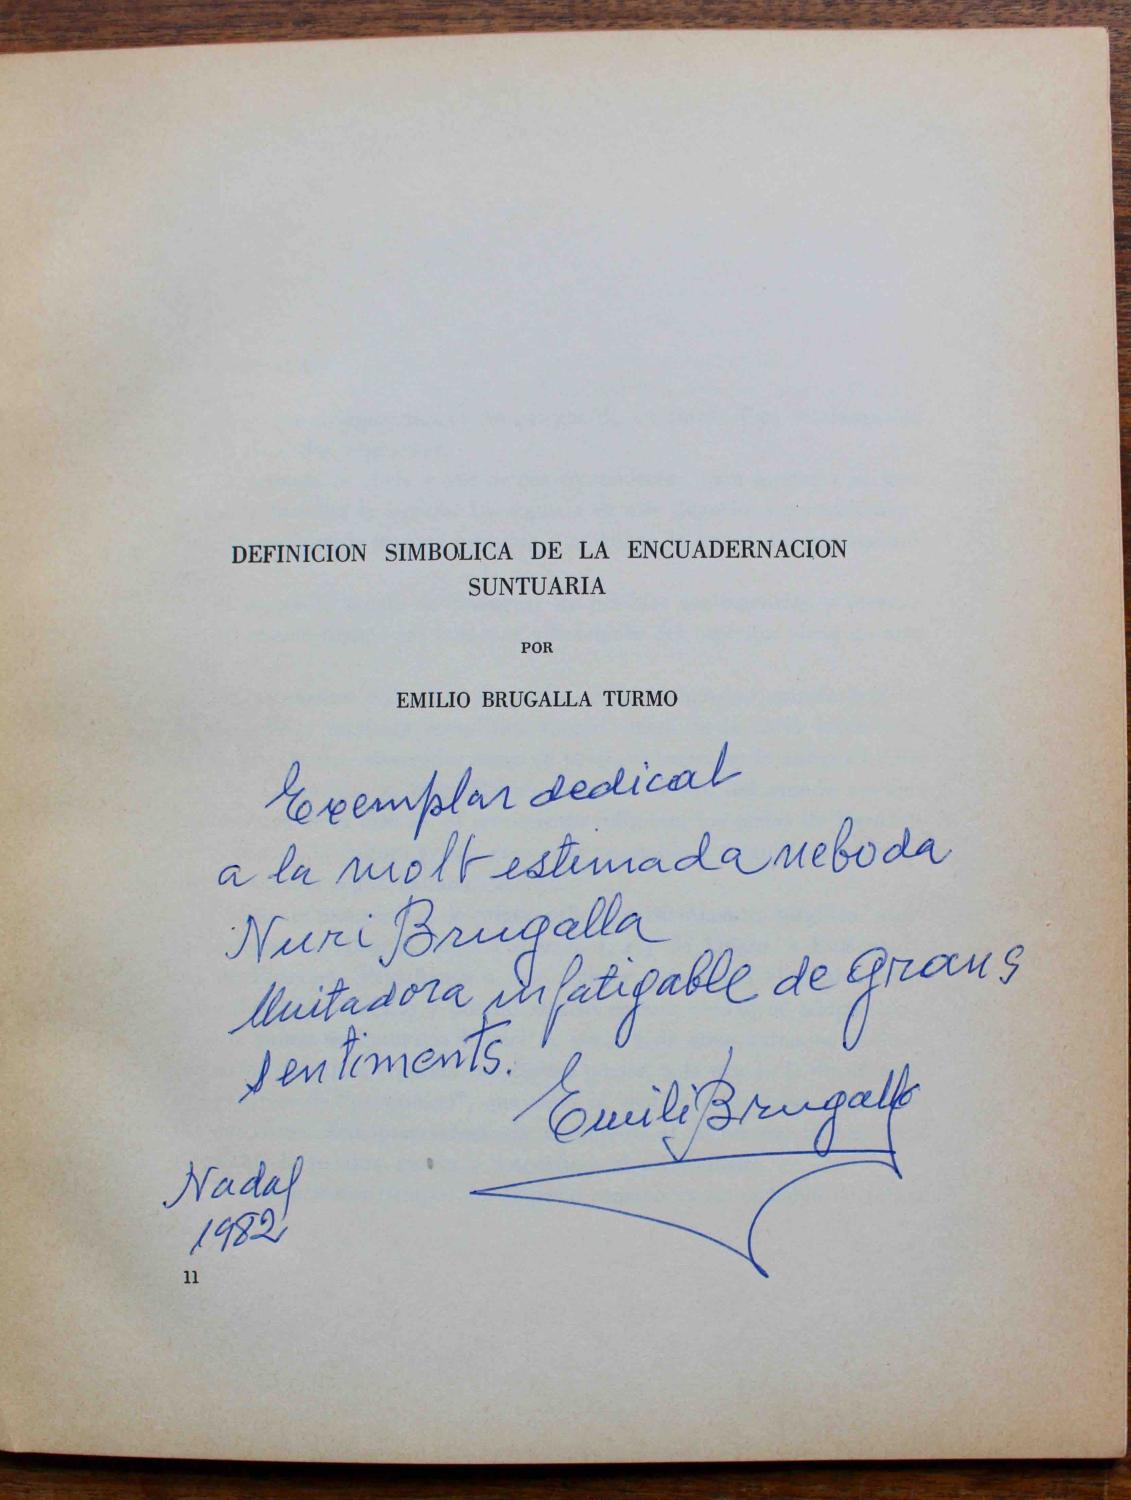 DEFINICION SIMBOLICA DE LA ENCUADERNACION
SUNTUARIA
POR
EMILIO BRUGALLA TURMO
Exemplar dedicat
a la molt estimada neboda
Nuri Brugalla
lluitadora infatigable de grans
sentiments.
Emili Brugalla
Nadal
1982
11